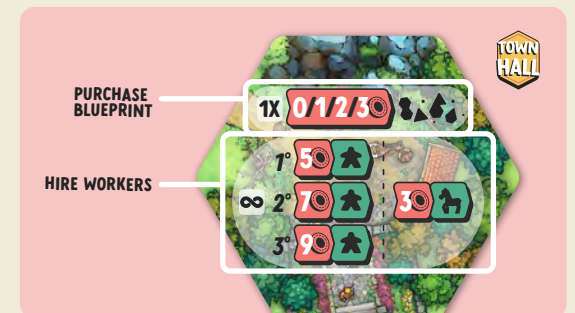 TOWN
HALL
PURCHASE
BLUEPRINT
1X 0/1/2/3
HIRE WORKERS
1° 5
∞ 2° 7 3
3° 9